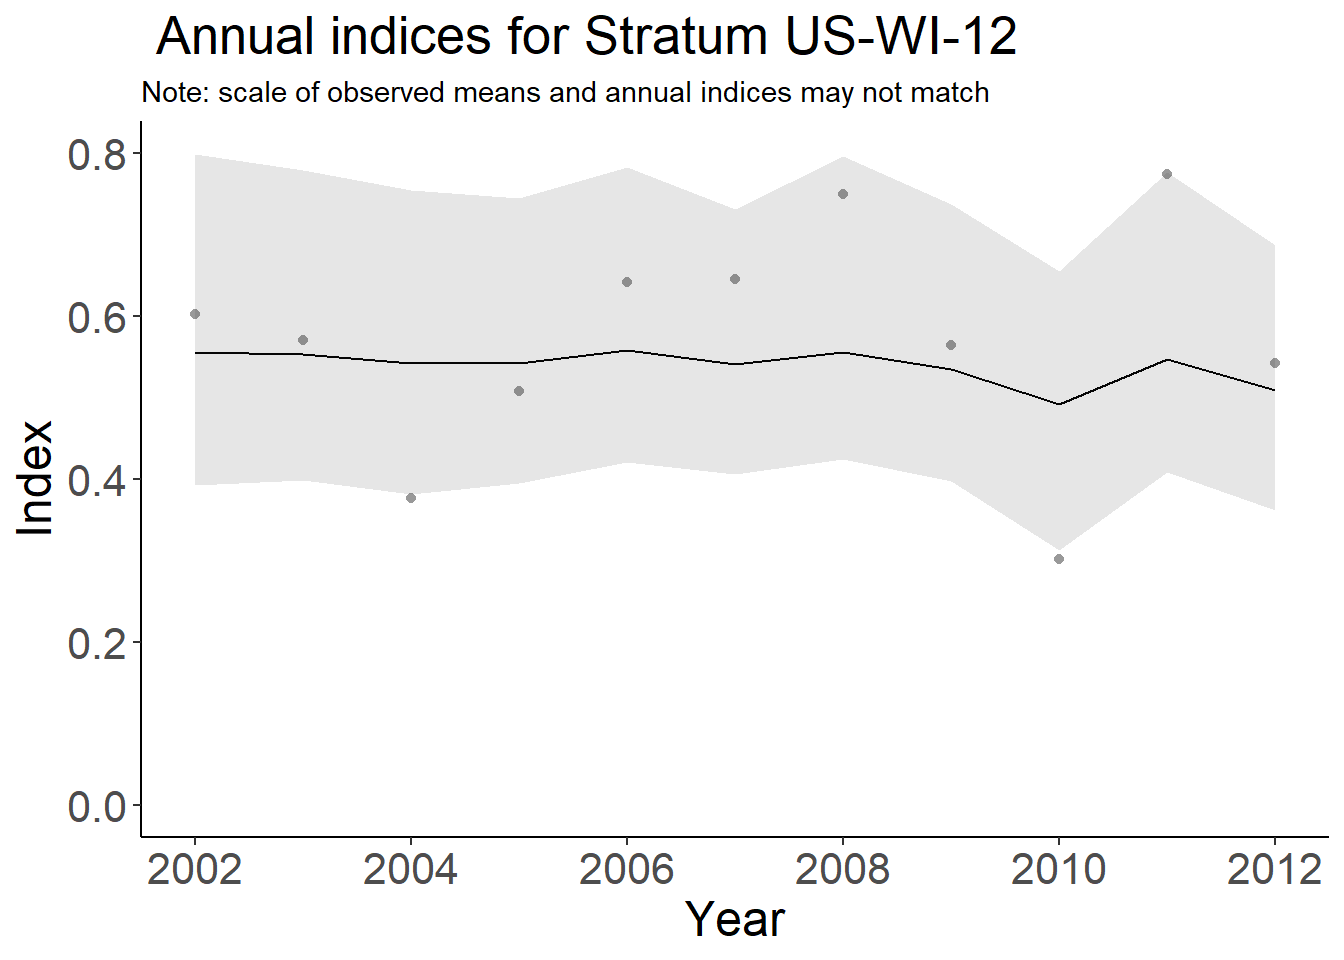 Annual indices for Stratum US-WI-12
Note: scale of observed means and annual indices may not match
0.8
0.6
0.4
0.2
0.0
Index
2002 2004 2006 2008 2010 2012
Year